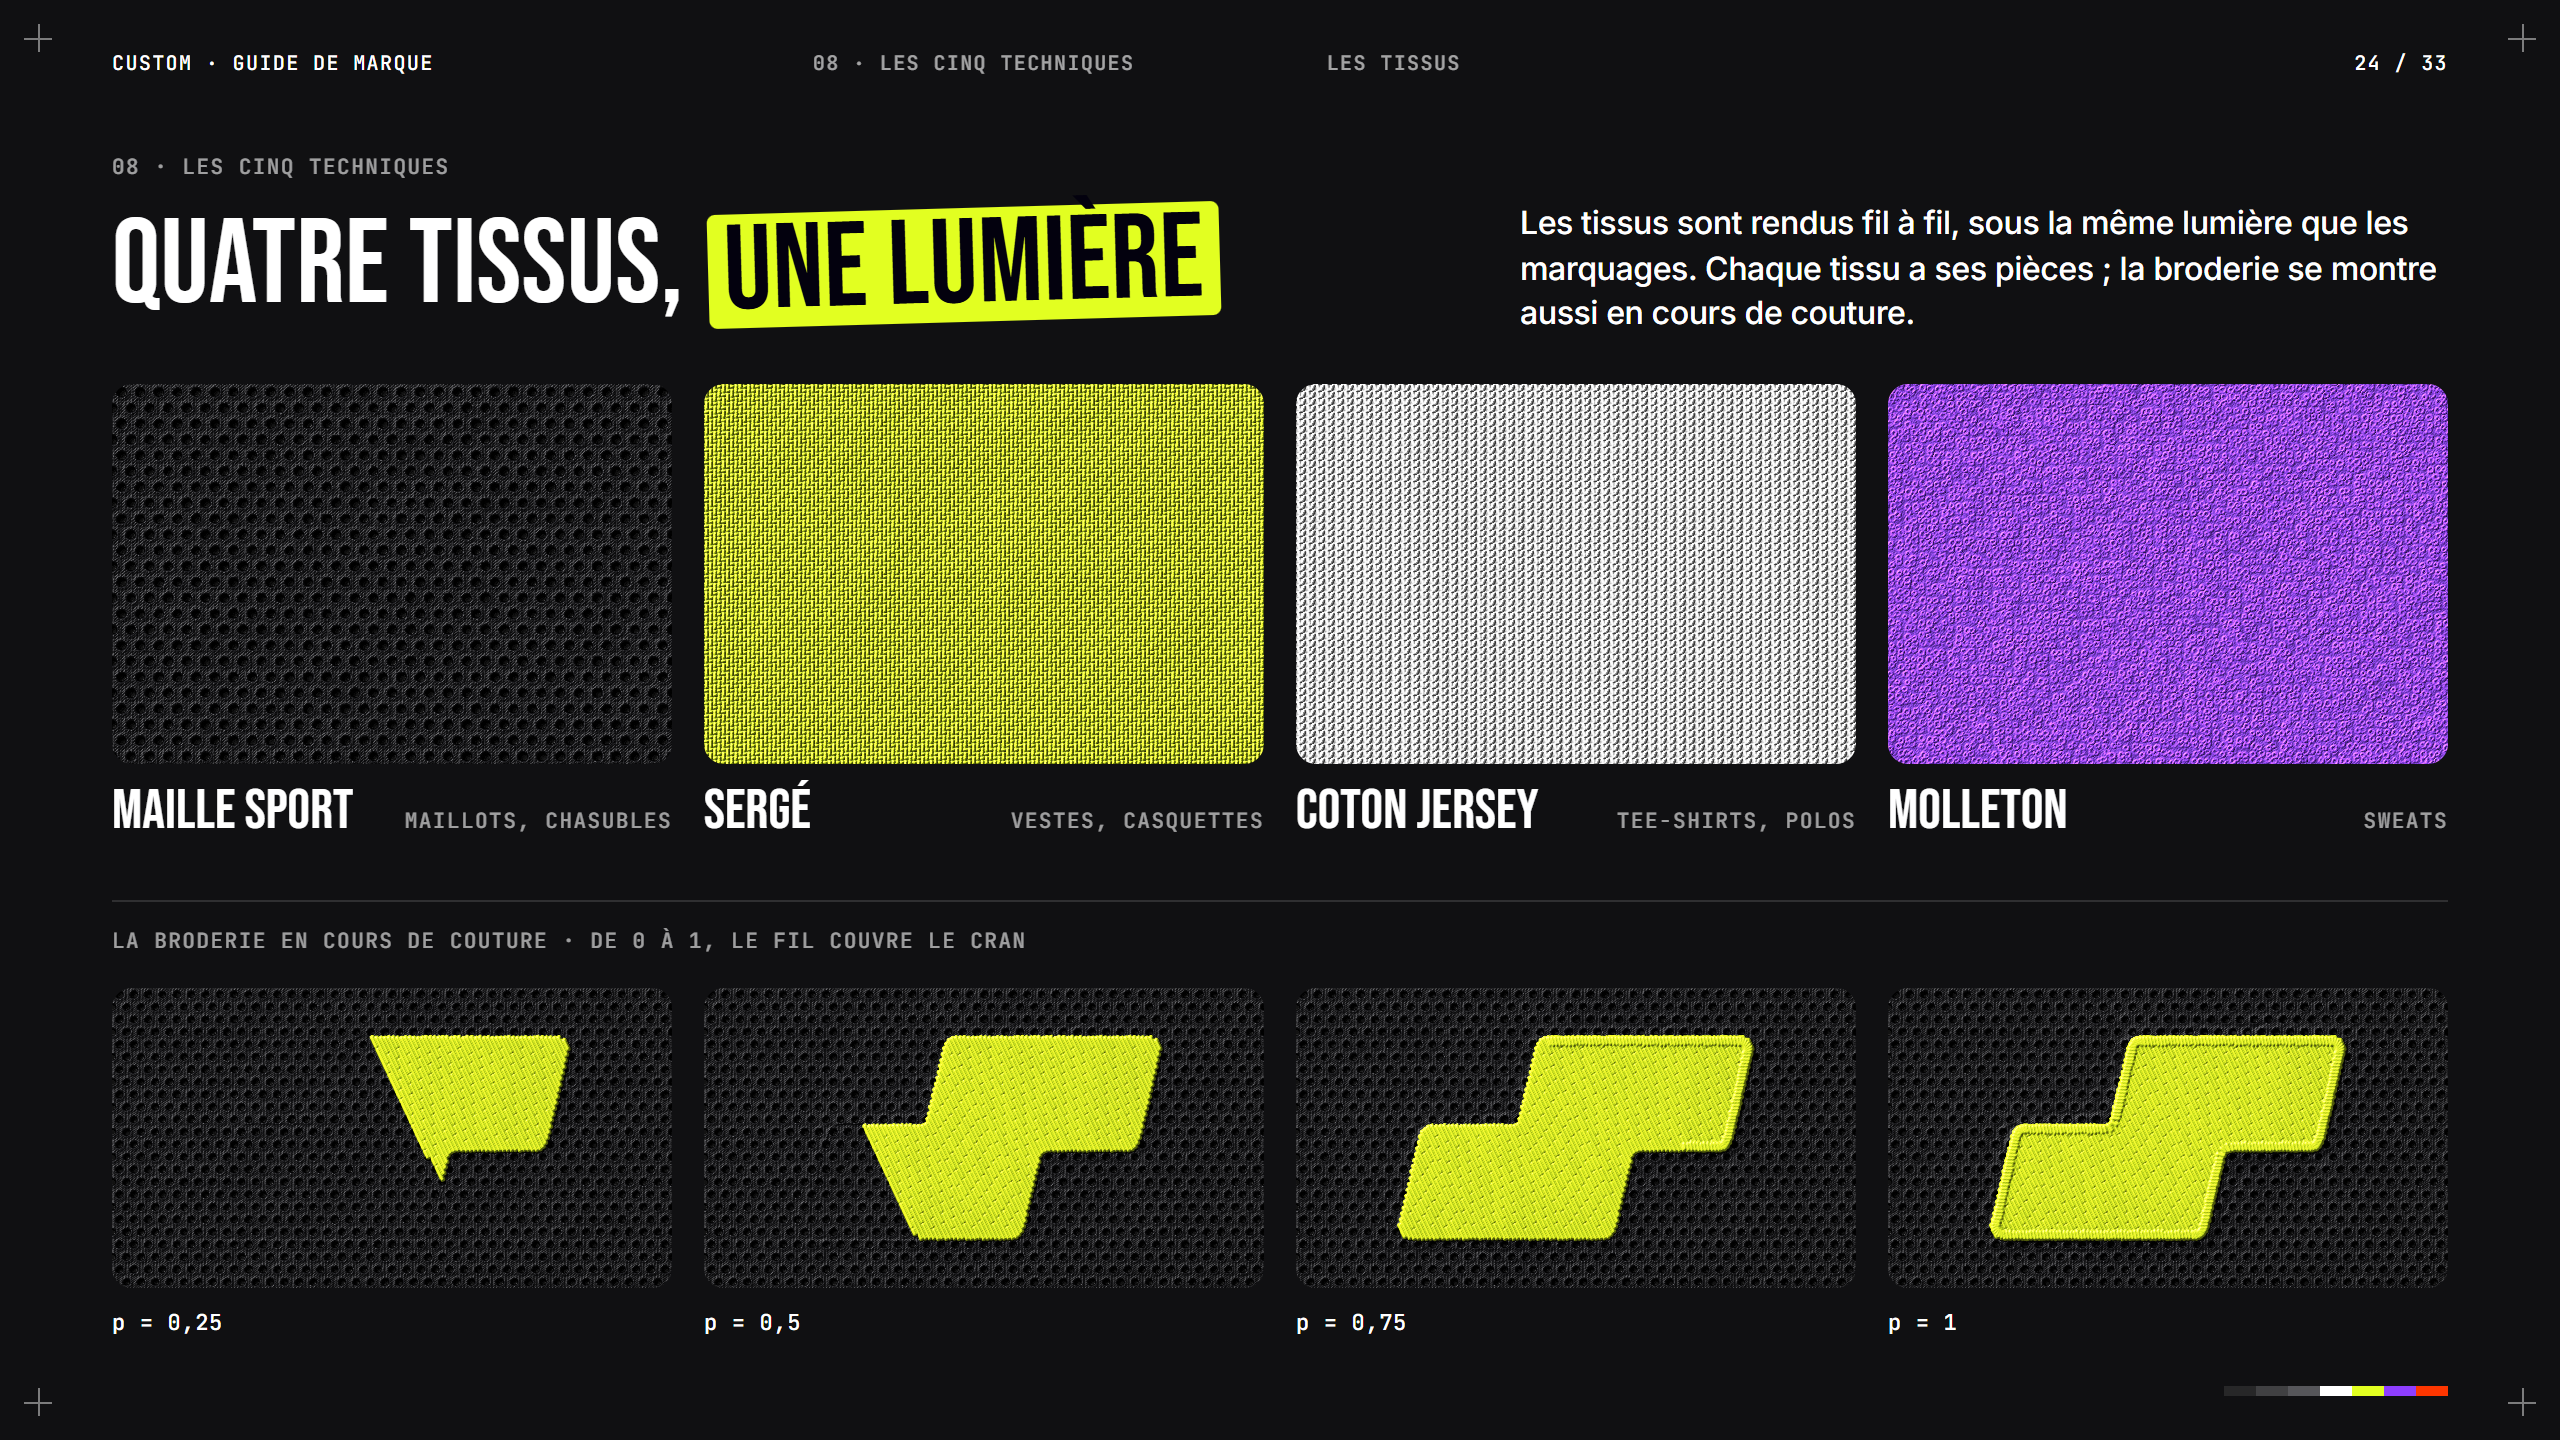 CUSTOM · GUIDE DE MARQUE
08 · LES CINQ TECHNIQUES
LES TISSUS
24 / 33
08 · LES CINQ TECHNIQUES
QUATRE TISSUS, UNE LUMIÈRE
Les tissus sont rendus fil à fil, sous la même lumière que les
marquages. Chaque tissu a ses pièces ; la broderie se montre
aussi en cours de couture.
MAILLE SPORT
MAILLOTS, CHASUBLES
SERGÉ
VESTES, CASQUETTES
COTON JERSEY
TEE-SHIRTS, POLOS
MOLLETON
SWEATS
LA BRODERIE EN COURS DE COUTURE · DE 0 À 1, LE FIL COUVRE LE CRAN
p = 0,25
p = 0,5
p = 0,75
p = 1